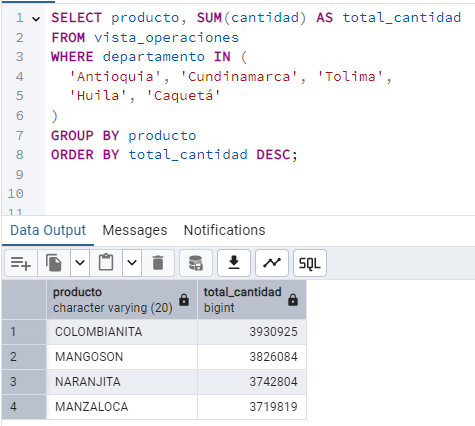 1 SELECT producto, SUM(cantidad) AS total_cantidad
2 FROM vista_operaciones
3 WHERE departamento IN (
4 'Antioquia', 'Cundinamarca', 'Tolima',
5 'Huila', 'Caquetá'
6 )
7 GROUP BY producto
8 ORDER BY total_cantidad DESC;
9
10
11
Data Output Messages Notifications
SQL
producto total_cantidad
character varying (20) bigint
1 COLOMBIANITA 3930925
2 MANGOSON 3826084
3 NARANJITA 3742804
4 MANZALOCA 3719819